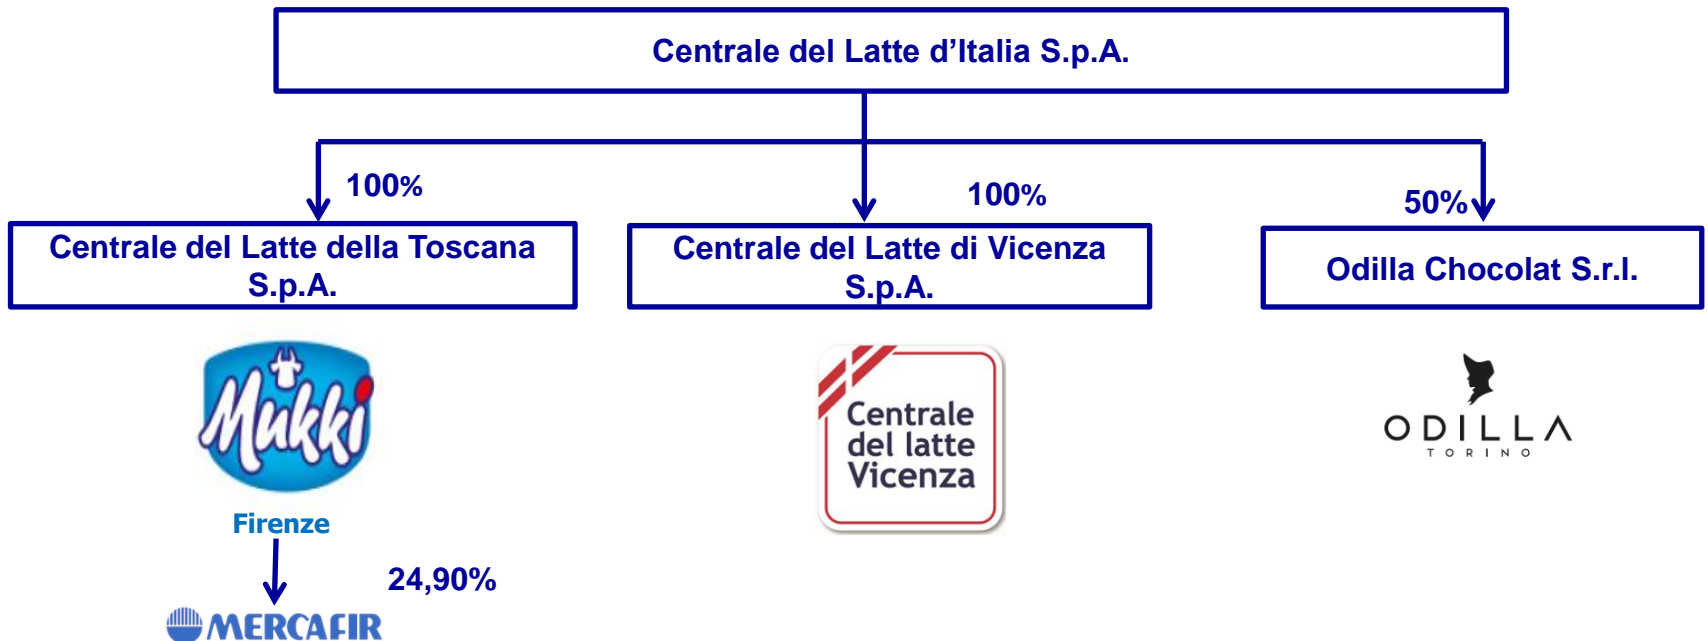 Centrale del Latte d’Italia S.p.A.
100%
100%
50%
Centrale del Latte della Toscana
S.p.A.
Centrale del Latte di Vicenza
S.p.A.
Odilla Chocolat S.r.l.
Mukki
Firenze
Centrale
del latte
Vicenza
ODILLA
TORINO
24,90%
MERCAFIR